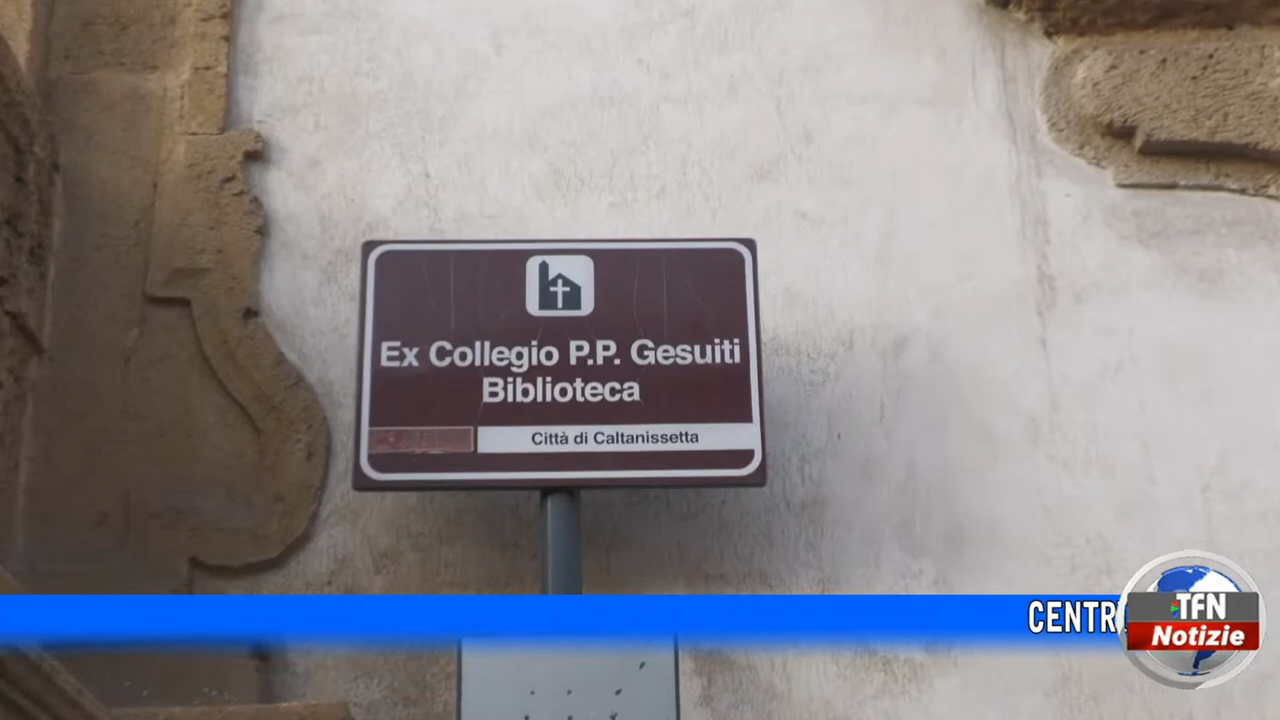 Ex Collegio P.P. Gesuiti
Biblioteca
Città di Caltanissetta
CENTR
TFN
Notizie